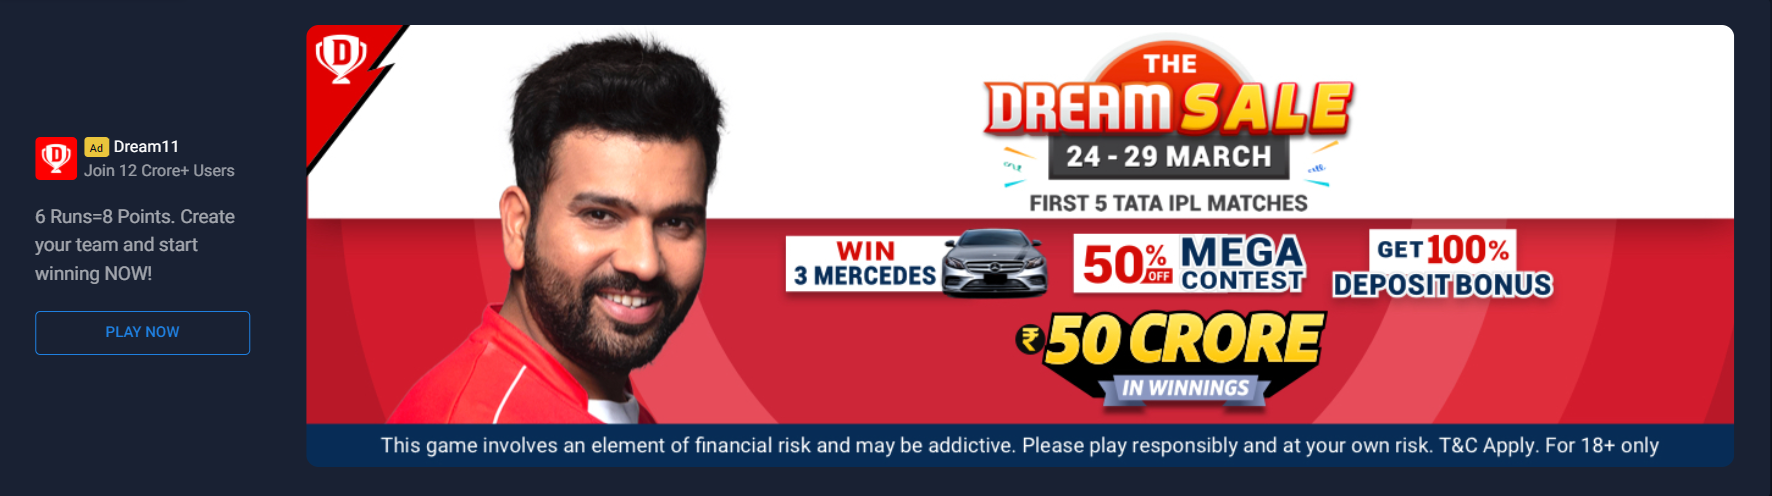 D
Ad Dream11
Join 12 Crore+ Users
6 Runs=8 Points. Create
your team and start
winning NOW!
PLAY NOW
D
THE
DREAM SALE
24 - 29 MARCH
FIRST 5 TATA IPL MATCHES
WIN
3 MERCEDES
50% OFF
MEGA
CONTEST
GET 100%
DEPOSIT BONUS
₹50 CRORE
IN WINNINGS
This game involves an element of financial risk and may be addictive. Please play responsibly and at your own risk. T&C Apply. For 18+ only